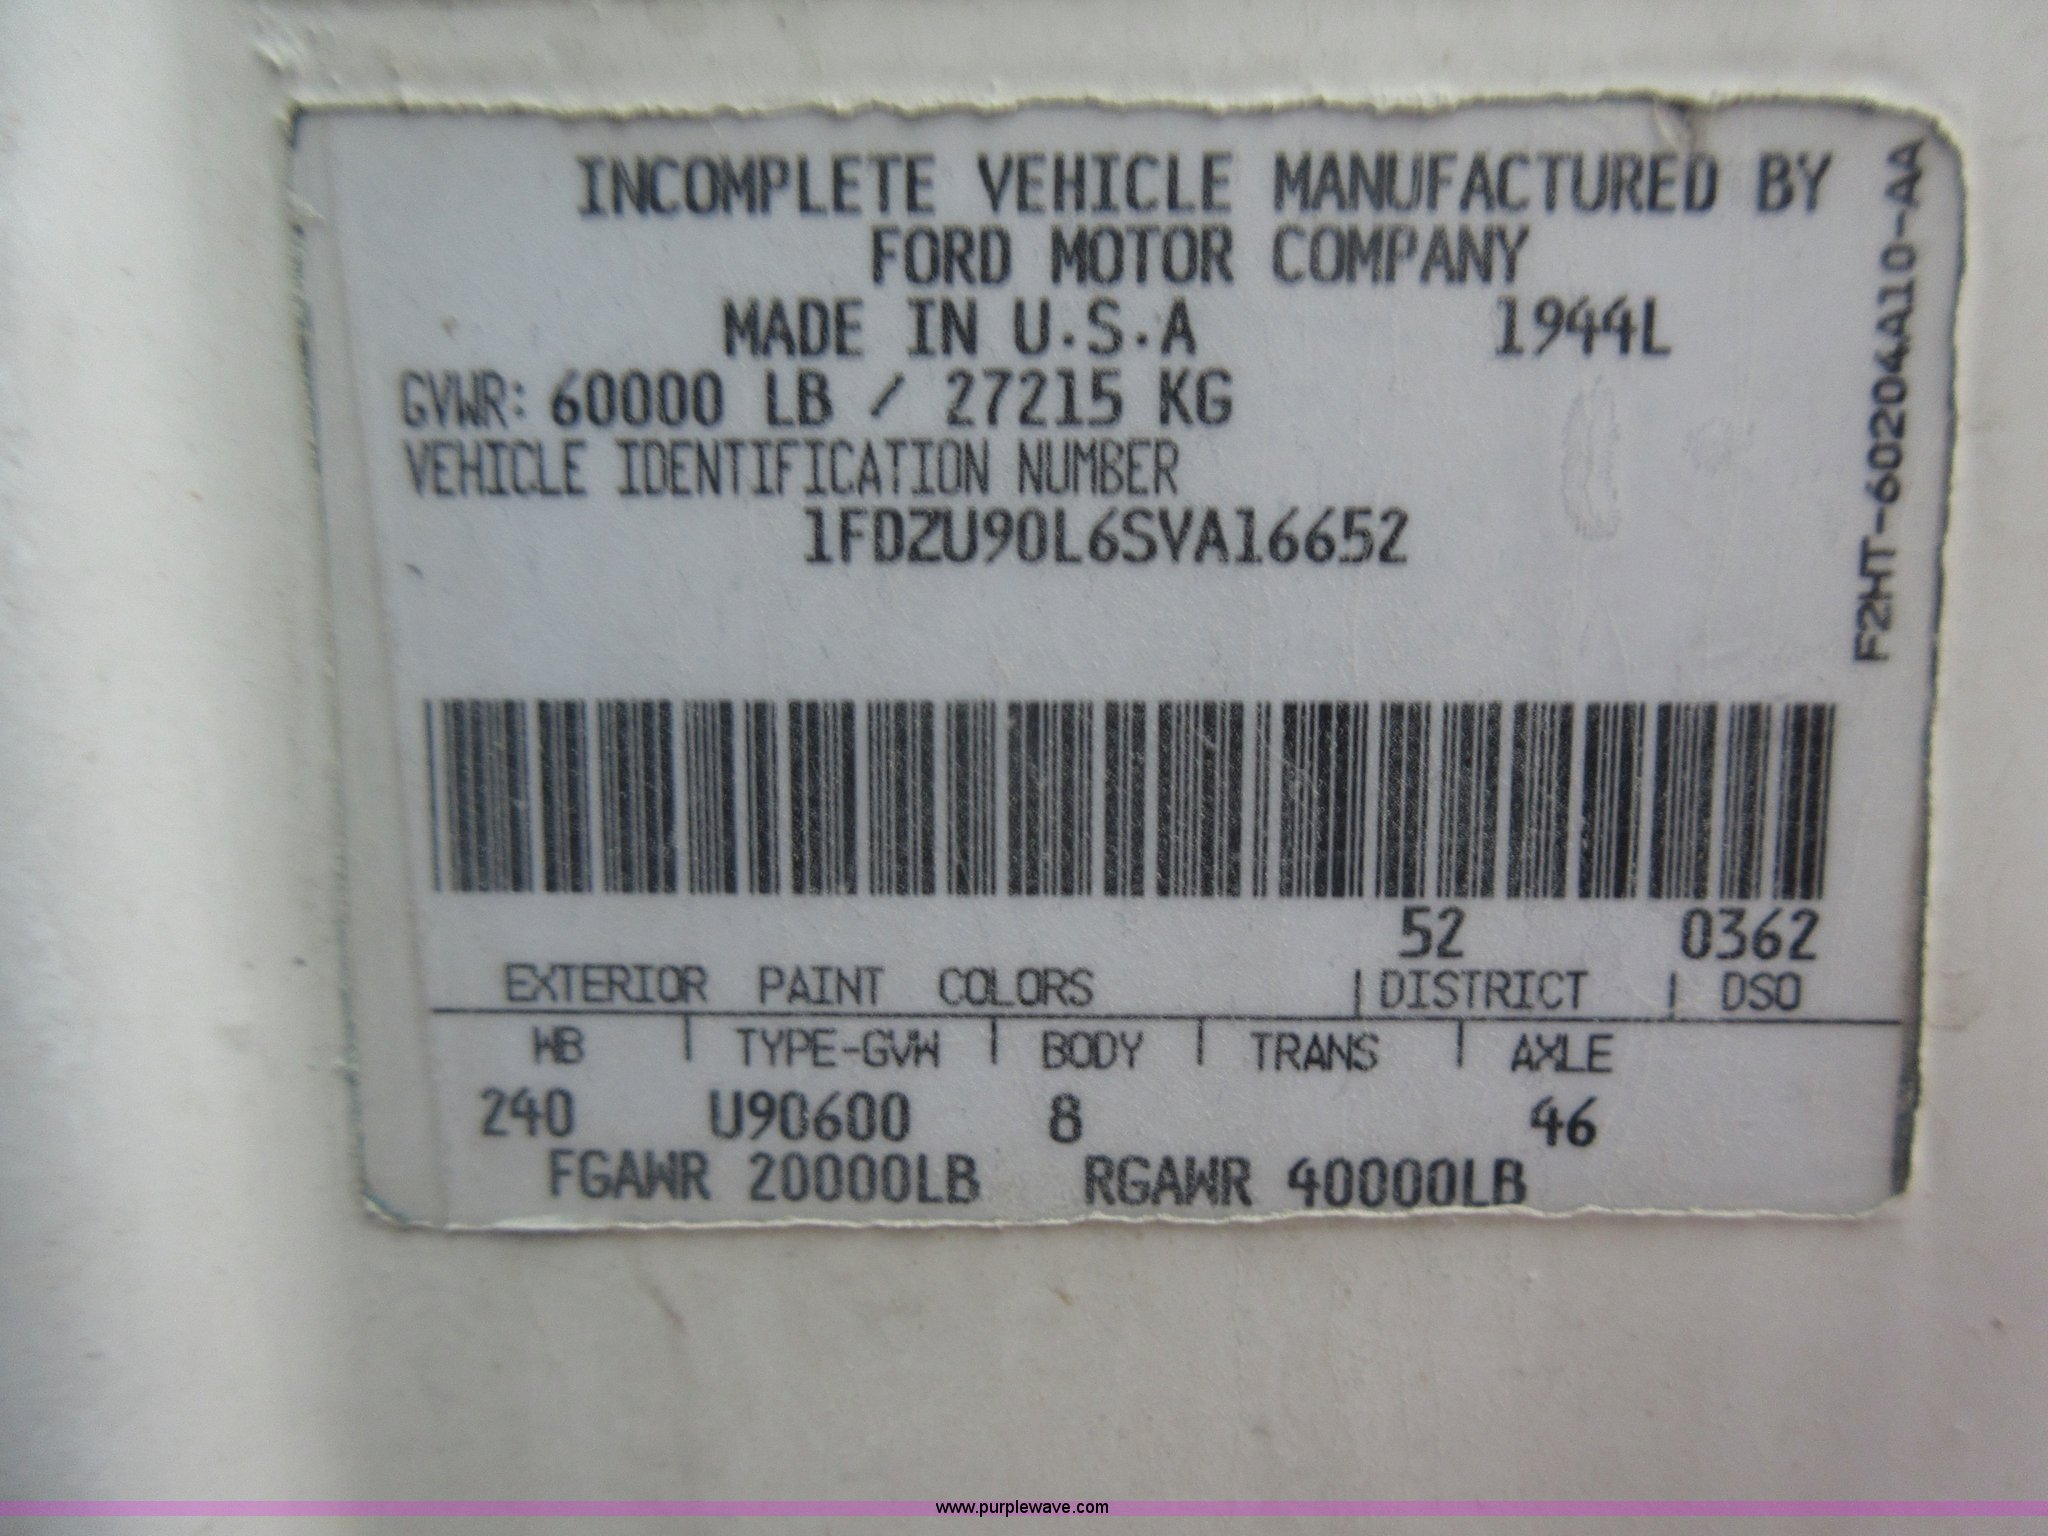 INCOMPLETE VEHICLE MANUFACTURED BY
FORD MOTOR COMPANY
MADE IN U.S.A 1944L
GVWR: 60000 LB / 27215 KG
VEHICLE IDENTIFICATION NUMBER
1FDZU90L6SVA16652
F2HT-60204A10-AA
52 0362
EXTERIOR PAINT COLORS | DISTRICT | DSO
WB | TYPE-GVW | BODY | TRANS | AXLE
240 U90600 8 46
FGAWR 20000LB RGAWR 40000LB
www.purplewave.com